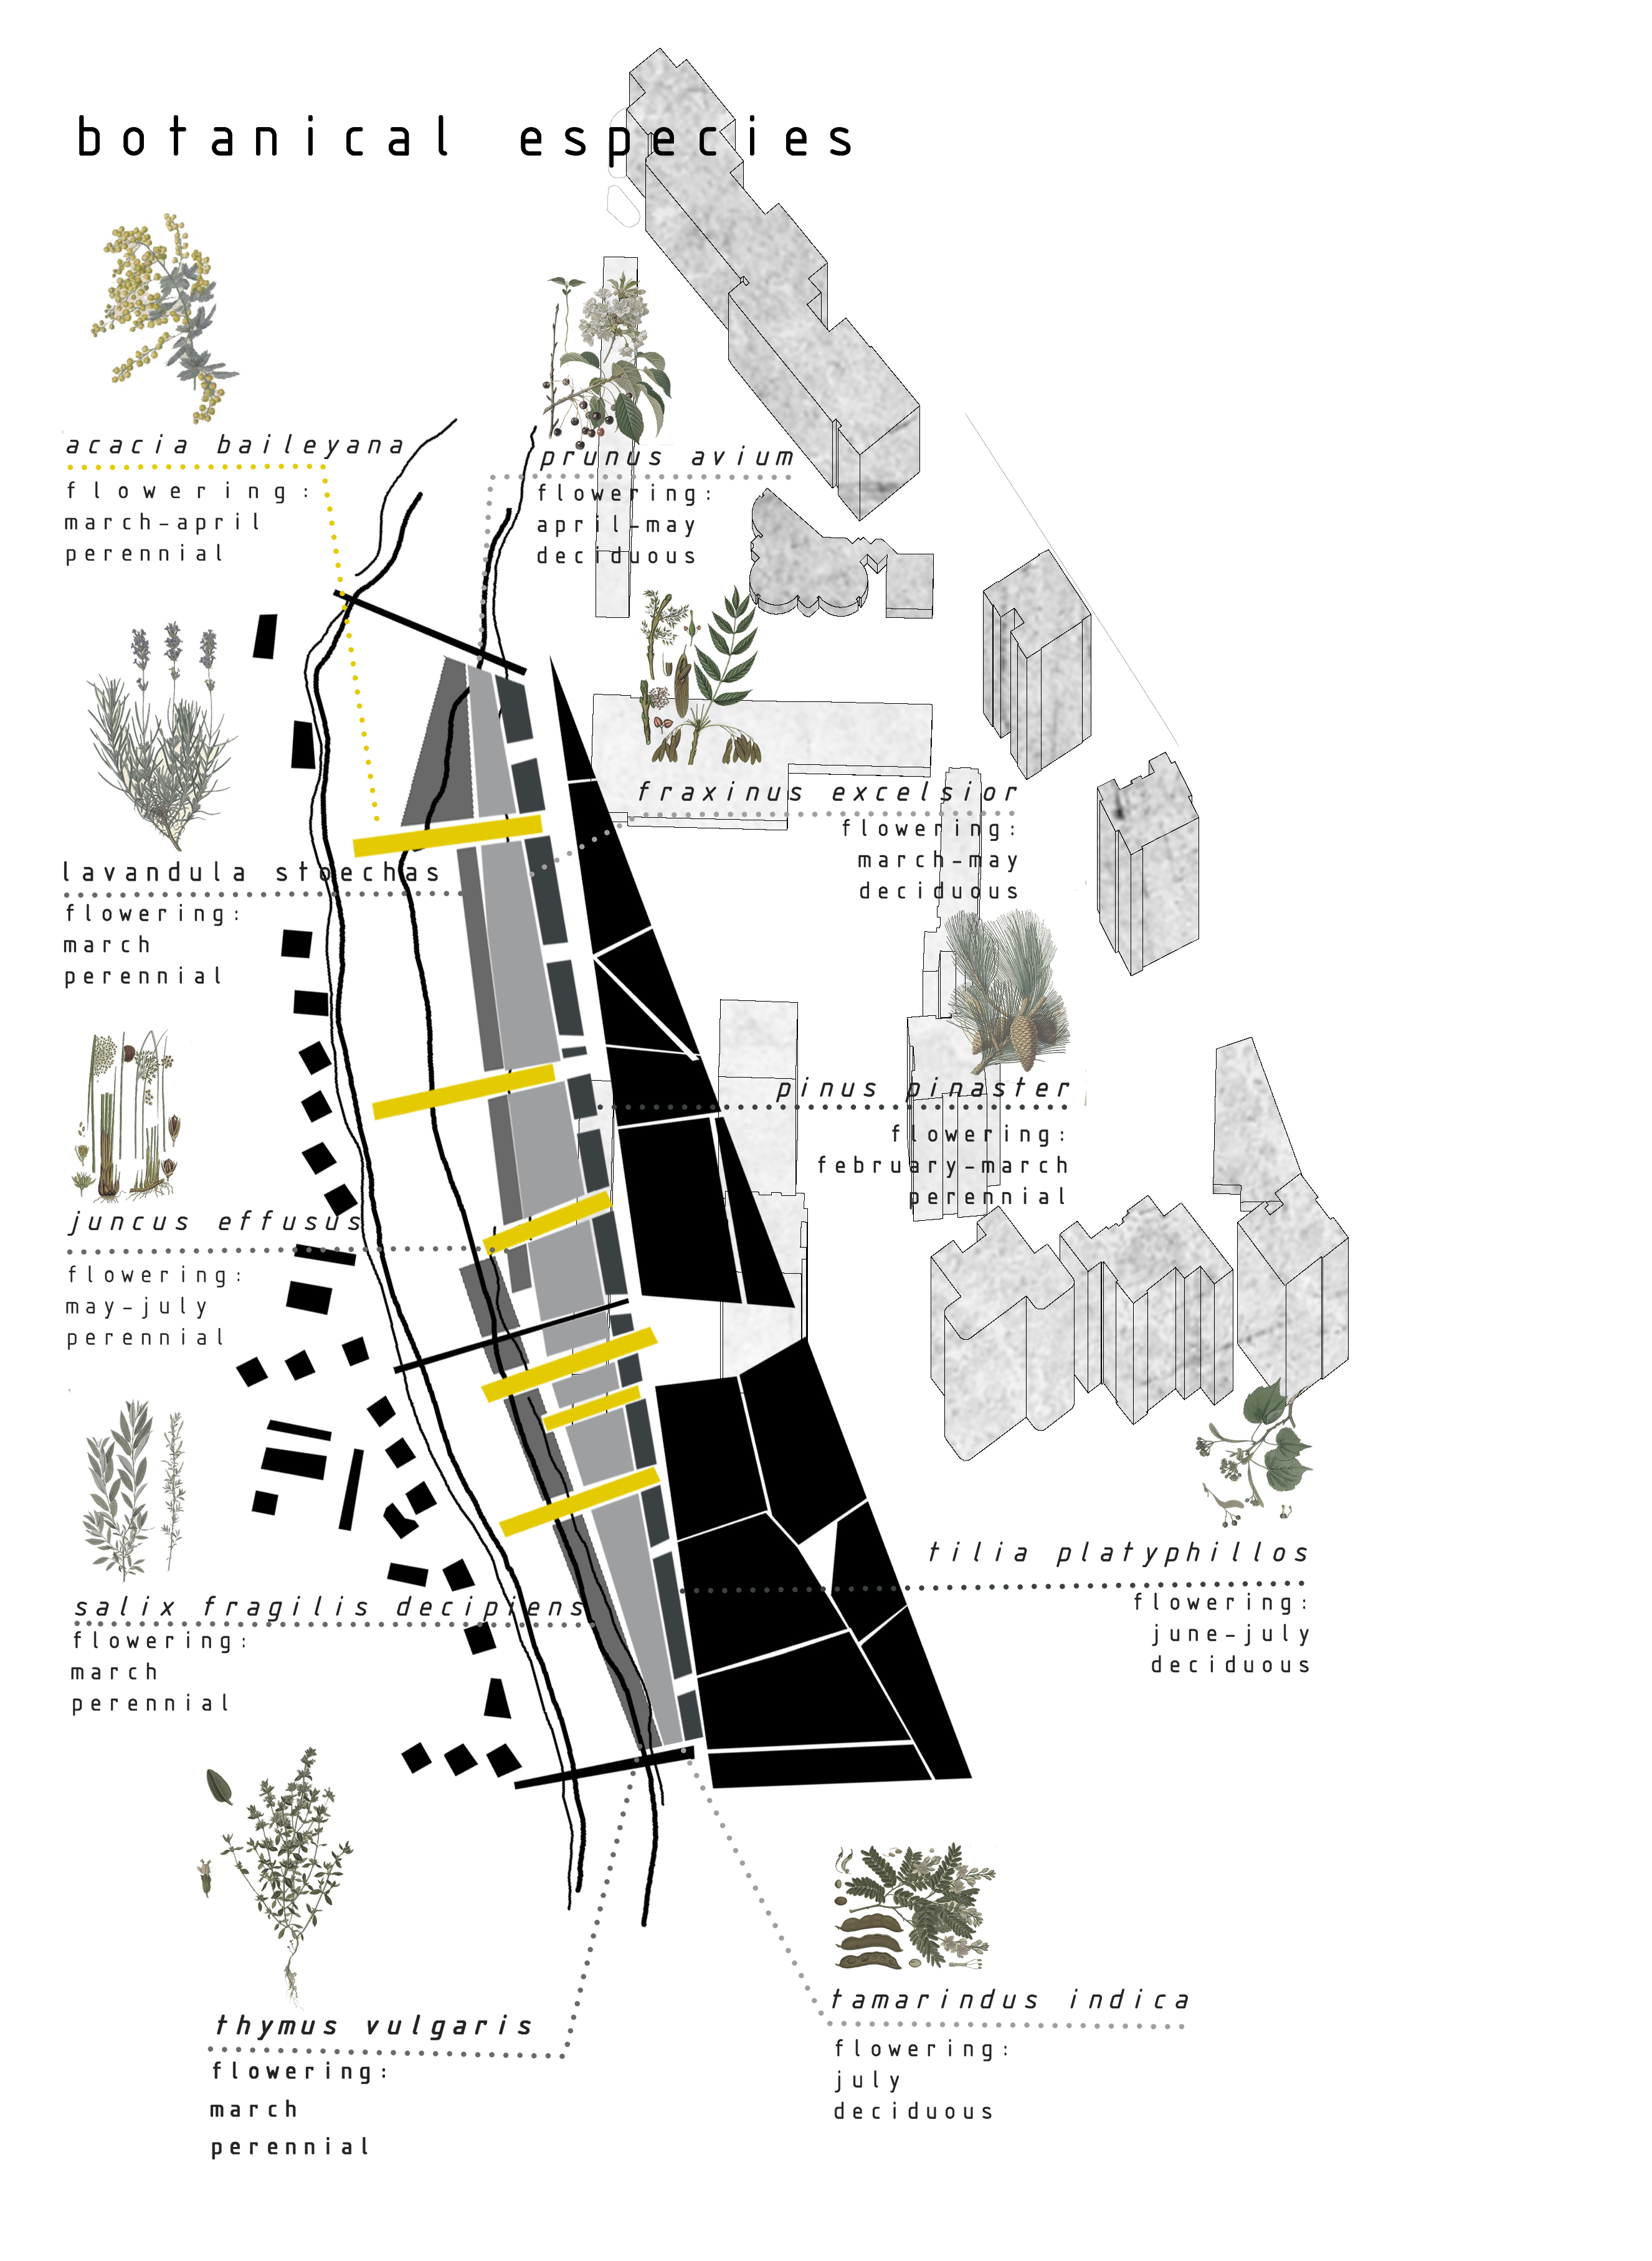 botanical especies
acacia baileyana
flowering:
march-april
perennial
prunus avium
flowering:
april-may
deciduous
lavandula stoechas
flowering:
march
perennial
fraxinus excelsior
flowering:
march-may
deciduous
juncus effusus
flowering:
may-july
perennial
pinus pinaster
flowering:
february-march
perennial
salix fragilis decipiens
flowering:
march
perennial
tilia platyphillos
flowering:
june-july
deciduous
thymus vulgaris
flowering:
march
perennial
tamarindus indica
flowering:
july
deciduous